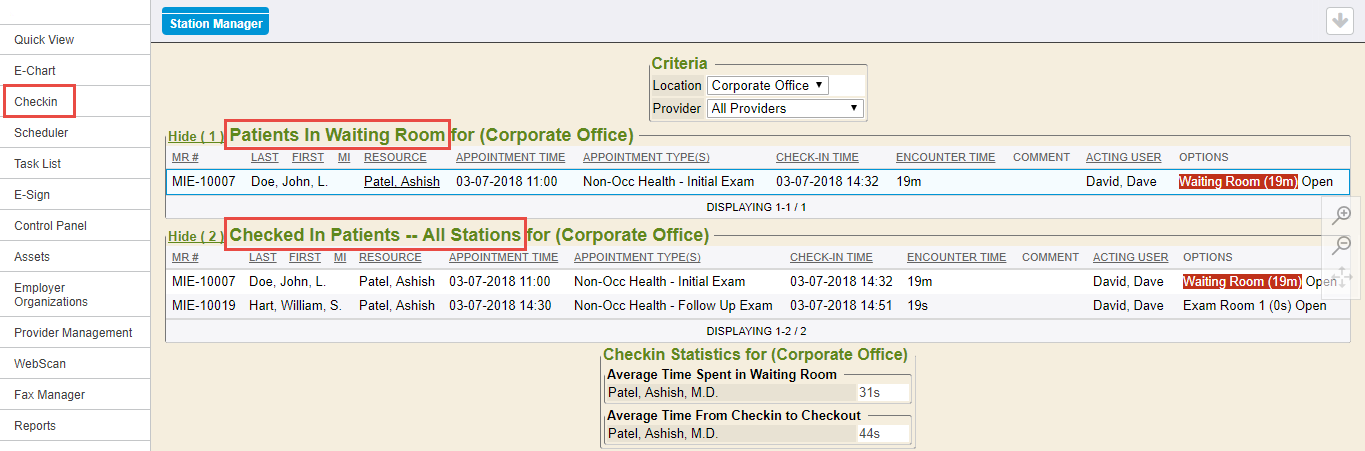 Station Manager
Quick View
E-Chart
Checkin
Scheduler
Task List
E-Sign
Control Panel
Assets
Employer
Organizations
Provider Management
WebScan
Fax Manager
Reports
Criteria
Location Corporate Office
Provider All Providers
Hide ( 1 ) Patients In Waiting Room for (Corporate Office)
MR # LAST FIRST MI RESOURCE APPOINTMENT TIME APPOINTMENT TYPE(S) CHECK-IN TIME ENCOUNTER TIME COMMENT ACTING USER OPTIONS
MIE-10007 Doe, John, L. Patel, Ashish 03-07-2018 11:00 Non-Occ Health - Initial Exam 03-07-2018 14:32 19m David, Dave Waiting Room (19m) Open
DISPLAYING 1-1 / 1
Hide ( 2 ) Checked In Patients -- All Stations for (Corporate Office)
MR # LAST FIRST MI RESOURCE APPOINTMENT TIME APPOINTMENT TYPE(S) CHECK-IN TIME ENCOUNTER TIME COMMENT ACTING USER OPTIONS
MIE-10007 Doe, John, L. Patel, Ashish 03-07-2018 11:00 Non-Occ Health - Initial Exam 03-07-2018 14:32 19m David, Dave Waiting Room (19m) Open
MIE-10019 Hart, William, S. Patel, Ashish 03-07-2018 14:30 Non-Occ Health - Follow Up Exam 03-07-2018 14:51 19s David, Dave Exam Room 1 (0s) Open
DISPLAYING 1-2 / 2
Checkin Statistics for (Corporate Office)
Average Time Spent in Waiting Room
Patel, Ashish, M.D. 31s
Average Time From Checkin to Checkout
Patel, Ashish, M.D. 44s